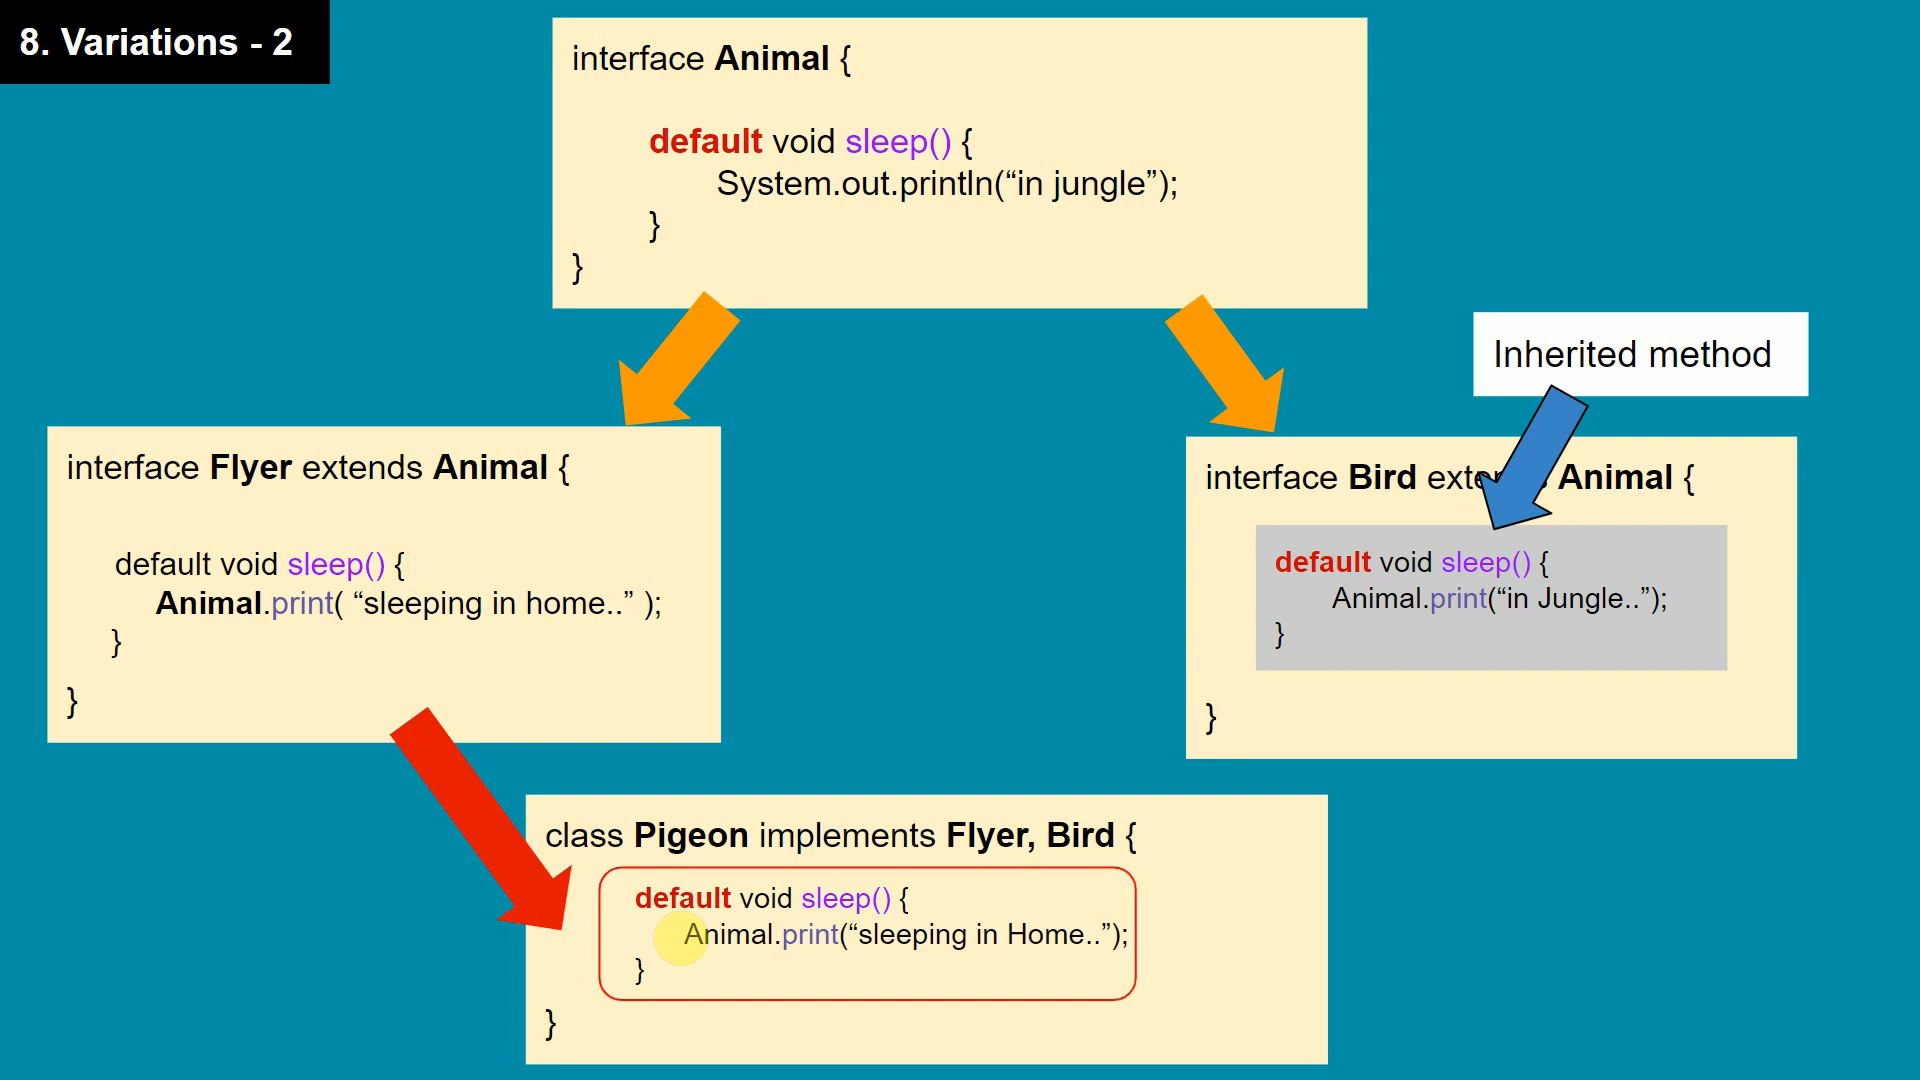 8. Variations - 2
interface Animal {
default void sleep() {
System.out.println(“in jungle”);
}
}
Inherited method
interface Flyer extends Animal {
default void sleep() {
Animal.print( “sleeping in home..” );
}
}
interface Bird Animal {
default void sleep() {
Animal.print(“in Jungle..”);
}
}
class Pigeon implements Flyer, Bird {
default void sleep() {
Animal.print(“sleeping in Home..”);
}
}